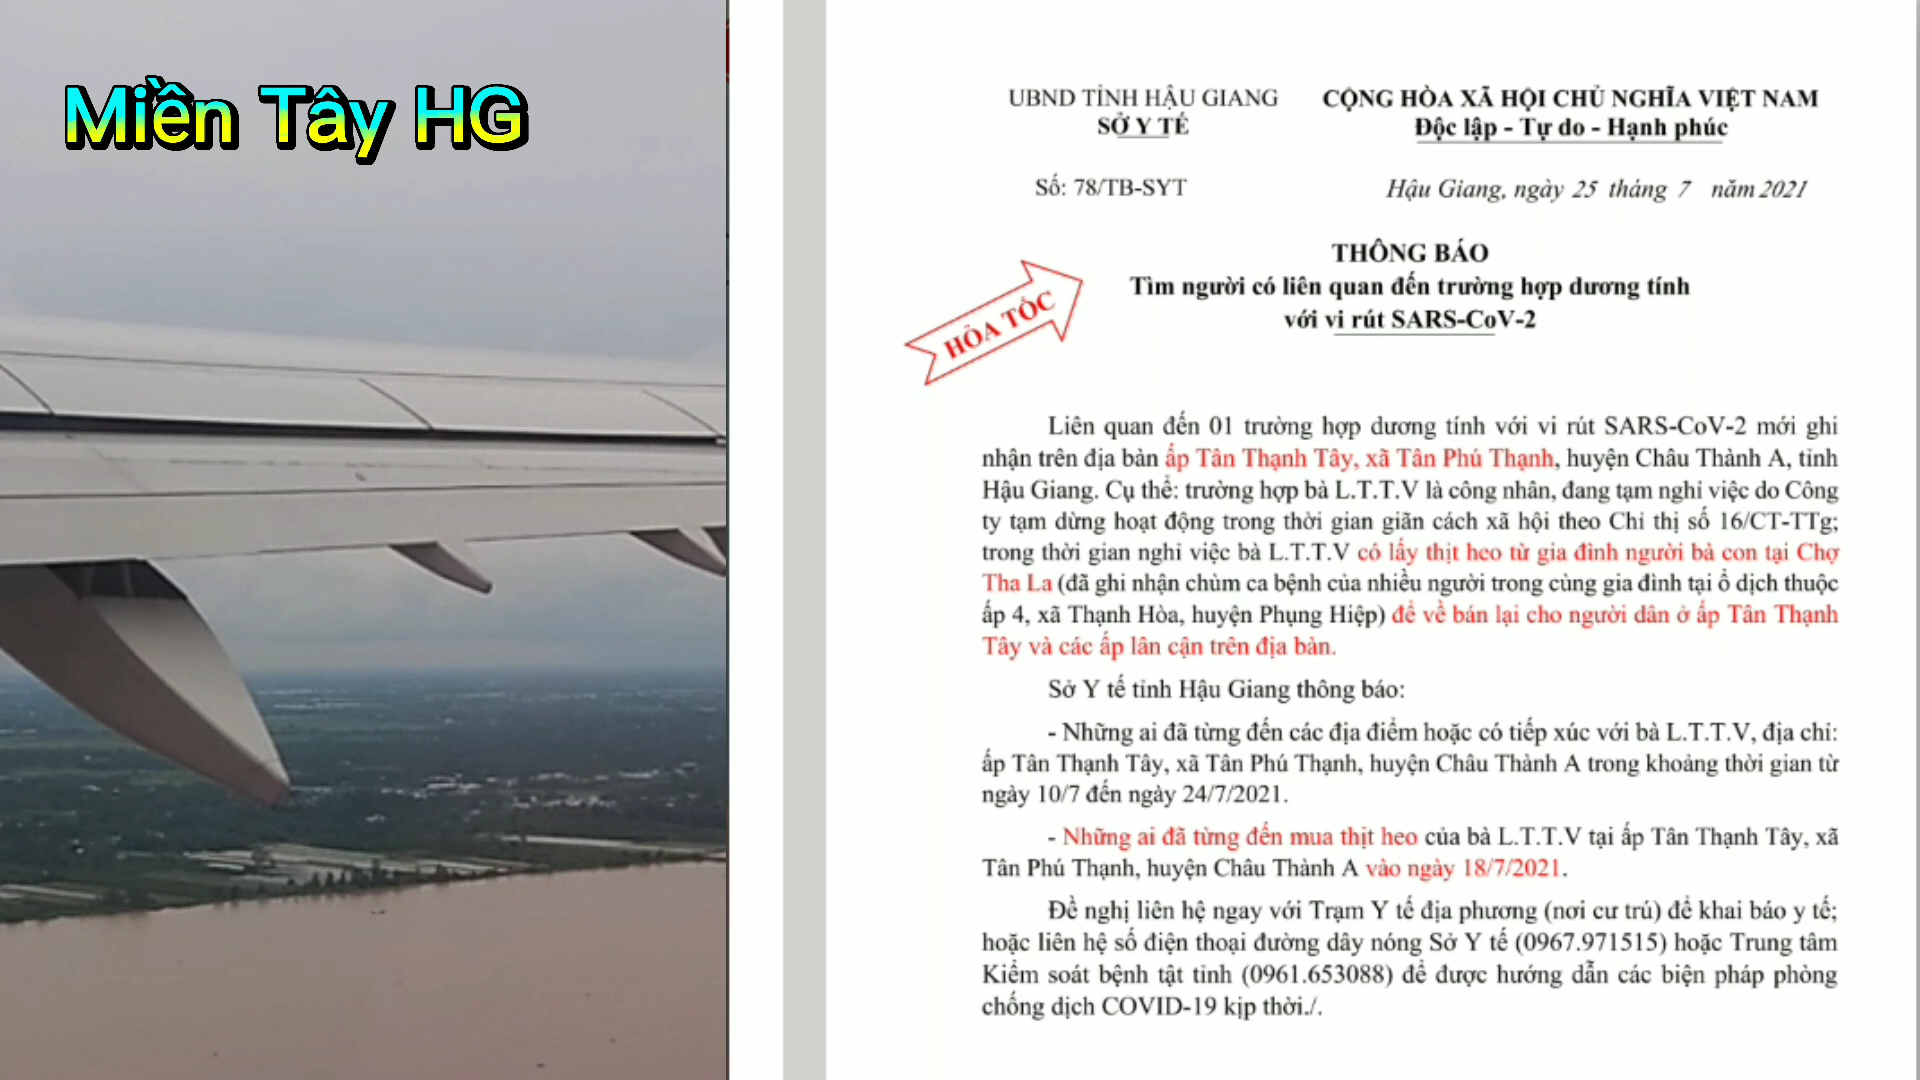 Miền Tây HG
UBND TỈNH HẬU GIANG
SỞ Y TẾ
CỘNG HÒA XÃ HỘI CHỦ NGHĨA VIỆT NAM
Độc lập - Tự do - Hạnh phúc
Số: 78/TB-SYT
Hậu Giang, ngày 25 tháng 7 năm 2021
THÔNG BÁO
Tìm người có liên quan đến trường hợp dương tính
với vi rút SARS-CoV-2
HỎA TỐC
Liên quan đến 01 trường hợp dương tính với vi rút SARS-CoV-2 mới ghi
nhận trên địa bàn ấp Tân Thạnh Tây, xã Tân Phú Thạnh, huyện Châu Thành A, tỉnh
Hậu Giang. Cụ thể: trường hợp bà L.T.T.V là công nhân, đang tạm nghỉ việc do Công
ty tạm dừng hoạt động trong thời gian giãn cách xã hội theo Chỉ thị số 16/CT-TTg;
trong thời gian nghỉ việc bà L.T.T.V có lấy thịt heo từ gia đình người bà con tại Chợ
Tha La (đã ghi nhận chùm ca bệnh của nhiều người trong cùng gia đình tại ổ dịch thuộc
ấp 4, xã Thạnh Hòa, huyện Phụng Hiệp) để về bán lại cho người dân ở ấp Tân Thạnh
Tây và các ấp lân cận trên địa bàn.
Sở Y tế tỉnh Hậu Giang thông báo:
- Những ai đã từng đến các địa điểm hoặc có tiếp xúc với bà L.T.T.V, địa chỉ:
ấp Tân Thạnh Tây, xã Tân Phú Thạnh, huyện Châu Thành A trong khoảng thời gian từ
ngày 10/7 đến ngày 24/7/2021.
- Những ai đã từng đến mua thịt heo của bà L.T.T.V tại ấp Tân Thạnh Tây, xã
Tân Phú Thạnh, huyện Châu Thành A vào ngày 18/7/2021.
Đề nghị liên hệ ngay với Trạm Y tế địa phương (nơi cư trú) để khai báo y tế;
hoặc liên hệ số điện thoại đường dây nóng Sở Y tế (0967.971515) hoặc Trung tâm
Kiểm soát bệnh tật tỉnh (0961.653088) để được hướng dẫn các biện pháp phòng
chống dịch COVID-19 kịp thời./.